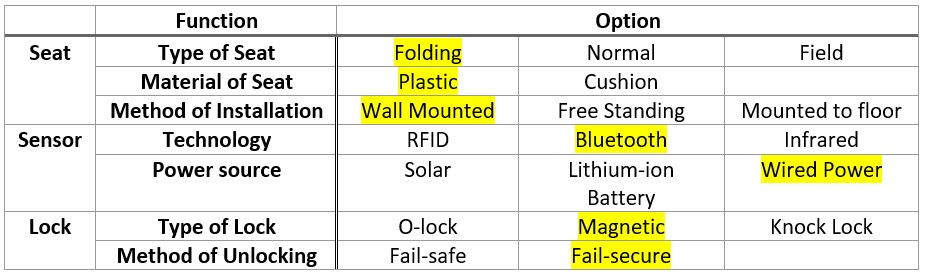 Function Option
Seat Type of Seat Folding Normal Field
Material of Seat Plastic Cushion
Method of Installation Wall Mounted Free Standing Mounted to floor
Sensor Technology RFID Bluetooth Infrared
Power source Solar Lithium-ion Wired Power
Battery
Lock Type of Lock O-lock Magnetic Knock Lock
Method of Unlocking Fail-safe Fail-secure